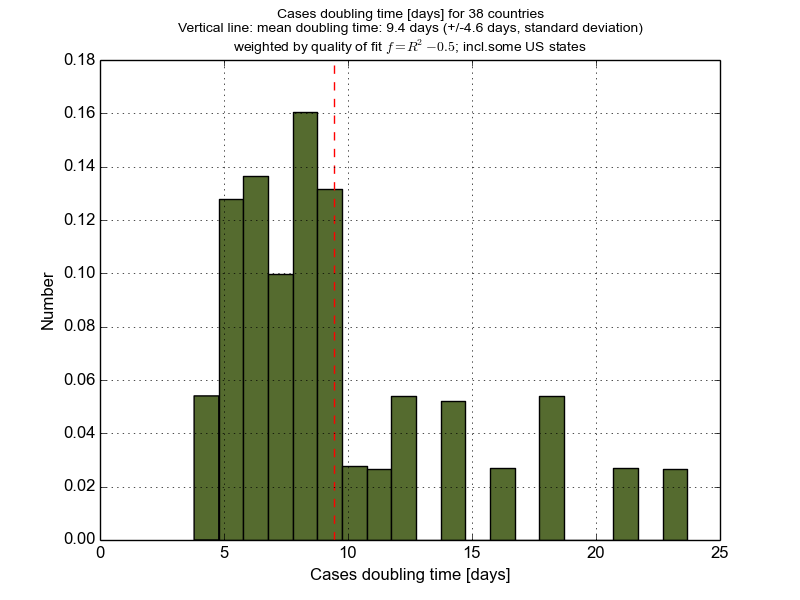 Cases doubling time [days] for 38 countries
Vertical line: mean doubling time: 9.4 days (+/-4.6 days, standard deviation)
weighted by quality of fit f=R² −0.5; incl.some US states
0.18
0.16
0.14
0.12
0.10
0.08
0.06
0.04
0.02
0.00
Number
0 5 10 15 20 25
Cases doubling time [days]